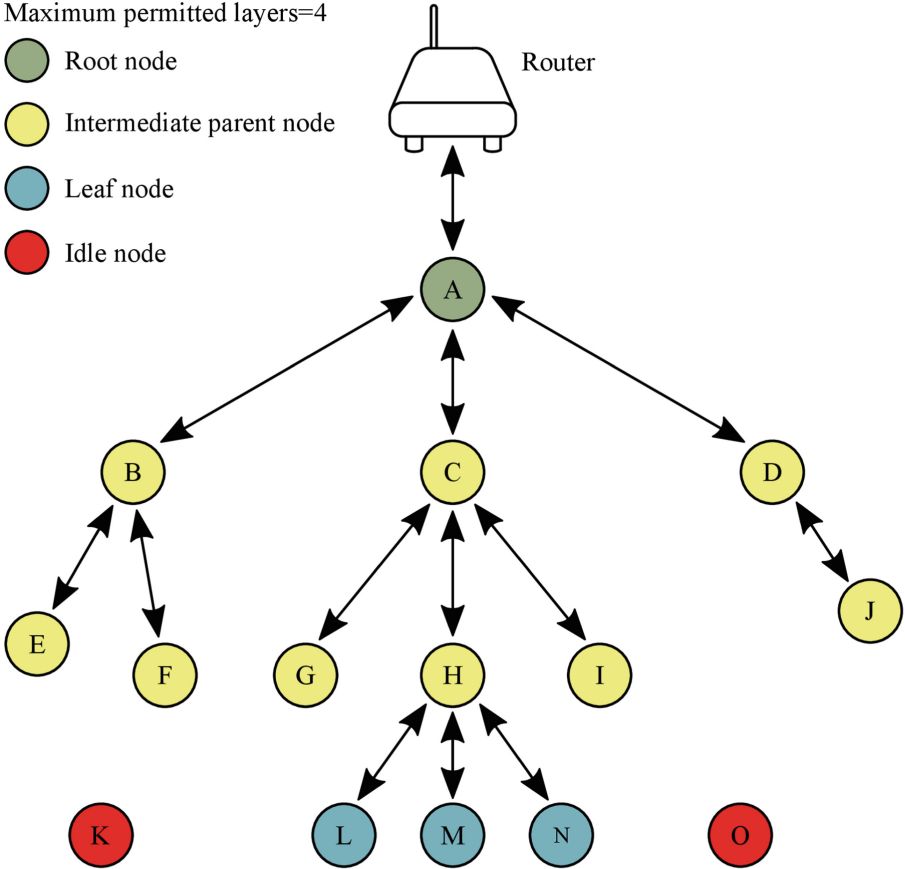 Maximum permitted layers=4
Root node
Router
Intermediate parent node
Leaf node
Idle node
A
B
C
D
E
F
G
H
I
J
K
L
M
N
O